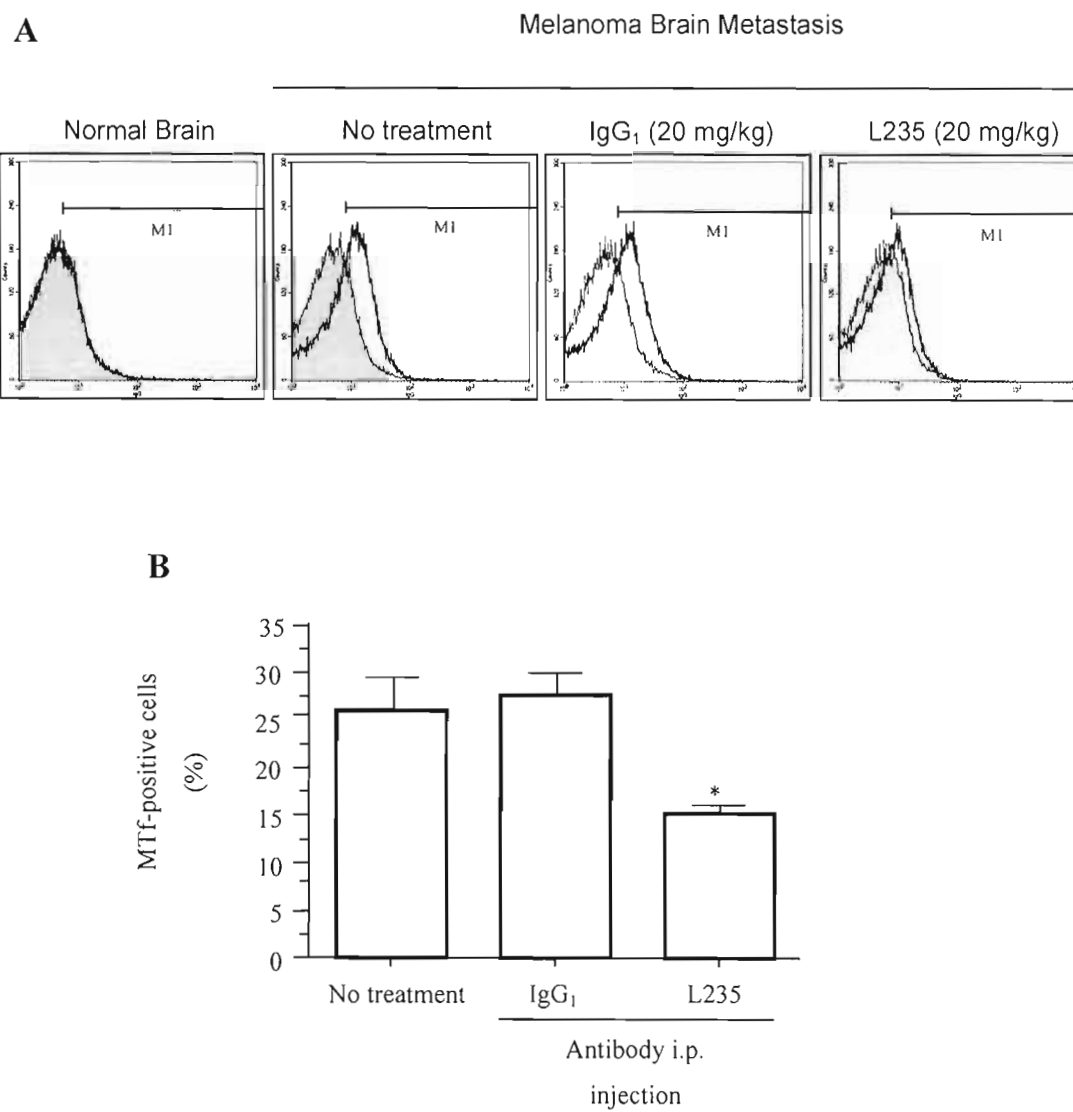 A
Melanoma Brain Metastasis
Normal Brain
No treatment
IgG₁ (20 mg/kg)
L235 (20 mg/kg)
M1
M1
M1
M1
B
MTf-positive cells
(%)
35
30
25
20
15
10
5
0
*
No treatment
IgG₁
L235
Antibody i.p.
injection